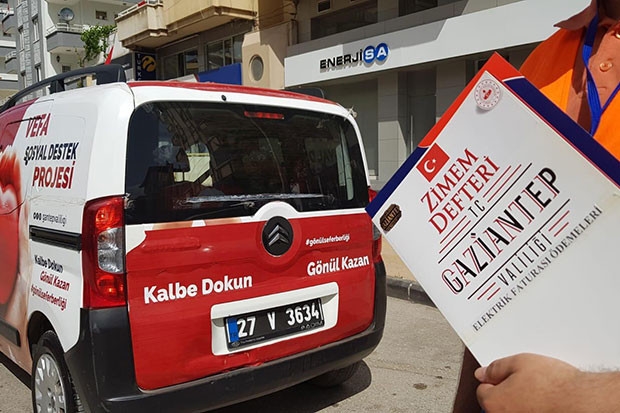 ENERJİSA
VEFA
SOSYAL DESTEK
PROJESİ
gantepvaliligi
Kalbe Dokun
Gönül Kazan
#gönülseferberliği
#gönülseferberliği
Kalbe Dokun
Gönül Kazan
27 V 3634
ZİMEM
DEFTERİ
T.C
GAZİANTEP
VALİLİĞİ
ELEKTRİK FATURASI ÖDEMELERİ